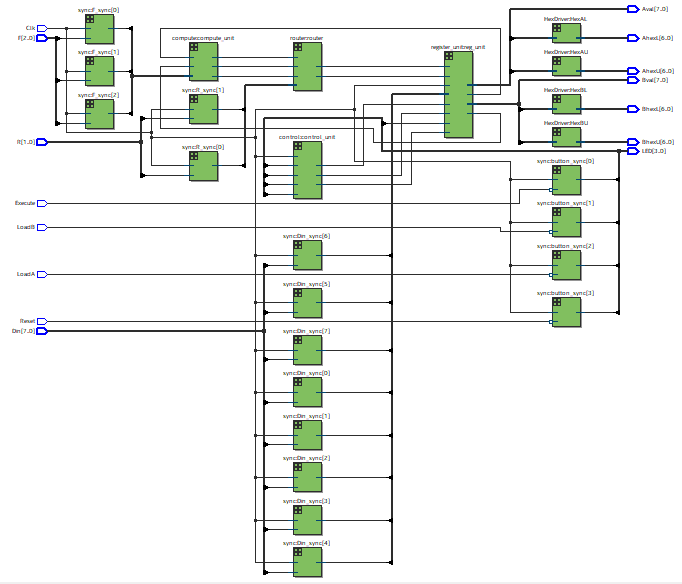 sync:F_sync[0]
Clk
F[2..0]
sync:F_sync[1]
sync:F_sync[2]
R[1..0]
compute:compute_unit
sync:R_sync[1]
sync:R_sync[0]
router:router
control:control_unit
register_unit:reg_unit
HexDriver:HexAL
HexDriver:HexAU
HexDriver:HexBL
HexDriver:HexBU
Aval[7..0]
AhexL[6..0]
AhexU[6..0]
Bval[7..0]
BhexL[6..0]
BhexU[6..0]
LED[3..0]
Execute
LoadB
LoadA
Reset
Din[7..0]
sync:button_sync[0]
sync:button_sync[1]
sync:button_sync[2]
sync:button_sync[3]
sync:Din_sync[6]
sync:Din_sync[5]
sync:Din_sync[7]
sync:Din_sync[0]
sync:Din_sync[1]
sync:Din_sync[2]
sync:Din_sync[3]
sync:Din_sync[4]